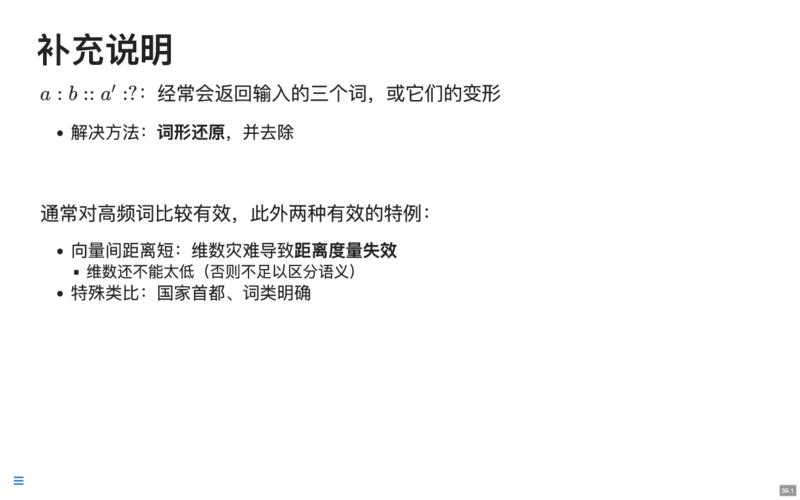 补充说明
a : b :: a′ :?：经常会返回输入的三个词，或它们的变形
解决方法：词形还原，并去除
通常对高频词比较有效，此外两种有效的特例：
向量间距离短：维数灾难导致距离度量失效
维数还不能太低（否则不足以区分语义）
特殊类比：国家首都、词类明确
39.1